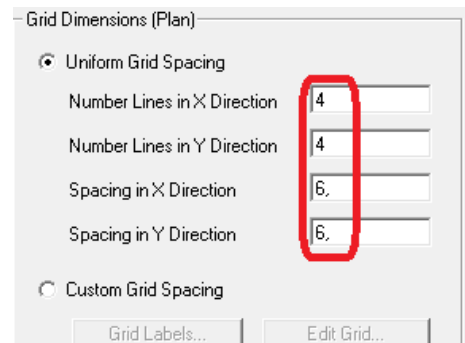 Grid Dimensions (Plan)
Uniform Grid Spacing
Number Lines in X Direction 4
Number Lines in Y Direction 4
Spacing in X Direction 6,
Spacing in Y Direction 6,
Custom Grid Spacing
Grid Labels... Edit Grid...